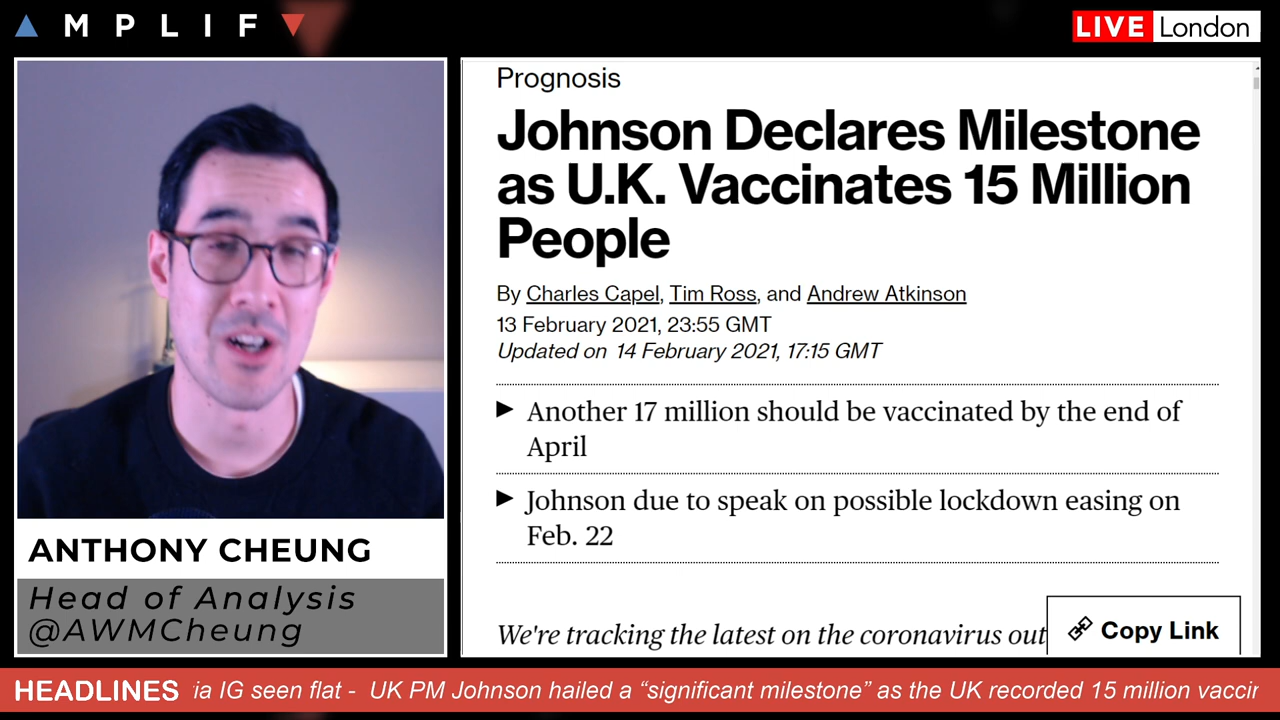 MPLIF
LIVE London
Prognosis
Johnson Declares Milestone
as U.K. Vaccinates 15 Million
People
By Charles Capel, Tim Ross, and Andrew Atkinson
13 February 2021, 23:55 GMT
Updated on 14 February 2021, 17:15 GMT
Another 17 million should be vaccinated by the end of
April
Johnson due to speak on possible lockdown easing on
Feb. 22
We're tracking the latest on the coronavirus out
Copy Link
ANTHONY CHEUNG
Head of Analysis
@AWMCheung
HEADLINES ia IG seen flat - UK PM Johnson hailed a “significant milestone” as the UK recorded 15 million vaccin